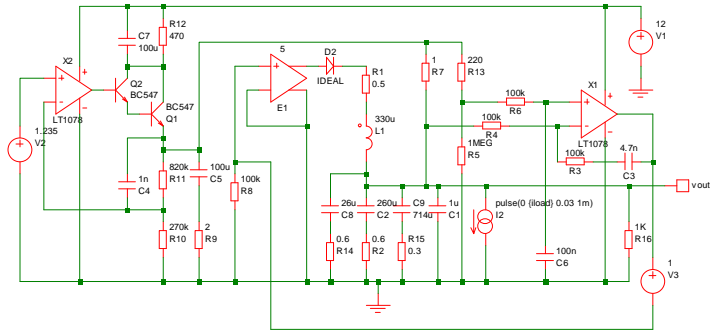 R12
470
C7
100u
12
V1
X2
LT1078
Q2
BC547
BC547
Q1
5
E1
D2
IDEAL
R1
0.5
1
R7
220
R13
X1
LT1078
100k
R6
100k
R4
330u
L1
1.235
V2
1n
C4
820k
R11
100u
C5
100k
R8
1MEG
R5
100k
R3
4.7n
C3
vout
26u
C8
260u
C2
C9
714u
1u
C1
pulse(0 {iload} 0.03 1m)
I2
270k
R10
2
R9
0.6
R14
0.6
R2
R15
0.3
100n
C6
1K
R16
1
V3